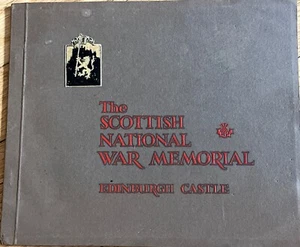 The
SCOTTISH
NATIONAL
WAR MEMORIAL
EDINBURGH CASTLE